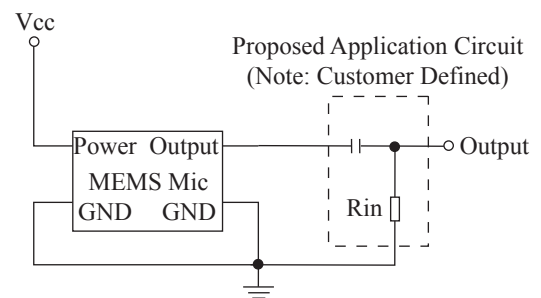 Vcc
Proposed Application Circuit
(Note: Customer Defined)
Power Output
Output
MEMS Mic
GND GND
Rin